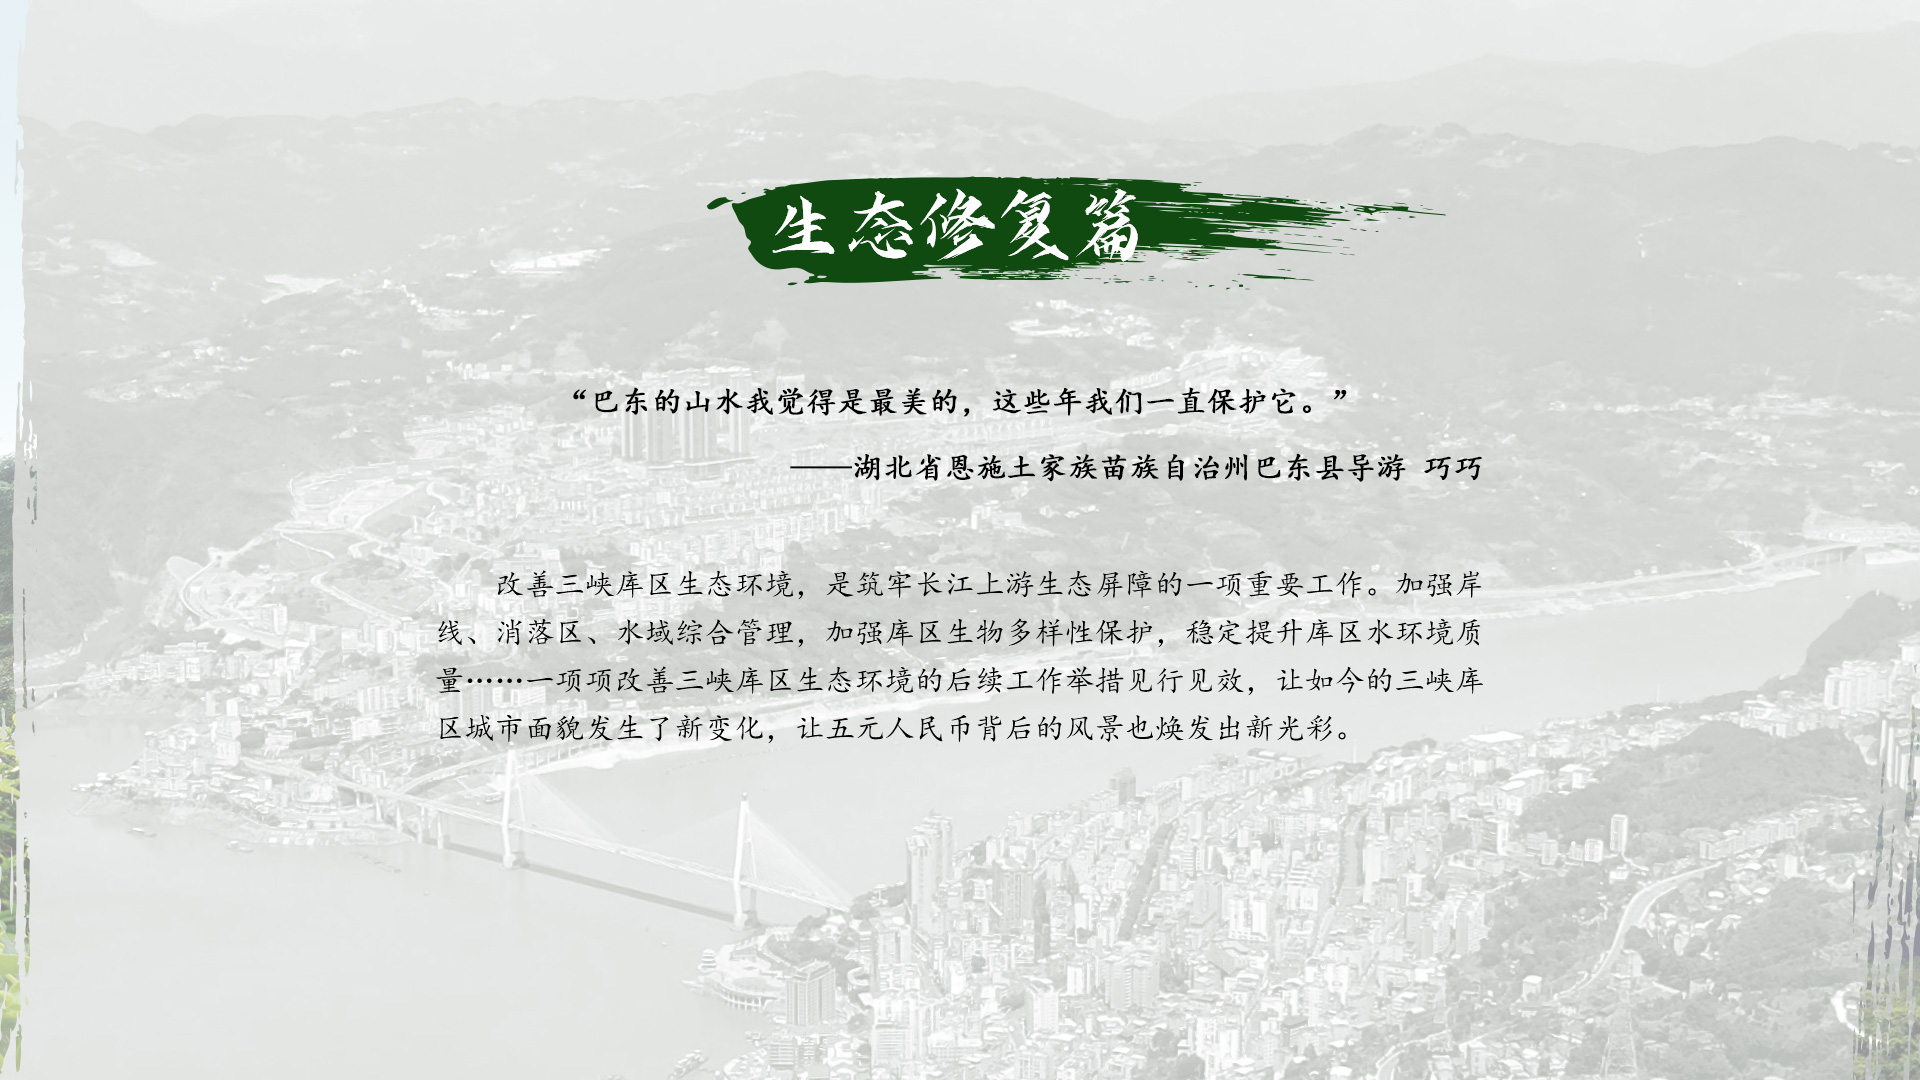 生态修复篇
“巴东的山水我觉得是最美的，这些年我们一直保护它。”
——湖北省恩施土家族苗族自治州巴东县导游 巧巧
改善三峡库区生态环境，是筑牢长江上游生态屏障的一项重要工作。加强岸
线、消落区、水域综合管理，加强库区生物多样性保护，稳定提升库区水环境质
量……一项项改善三峡库区生态环境的后续工作举措见行见效，让如今的三峡库
区城市面貌发生了新变化，让五元人民币背后的风景也焕发出新光彩。